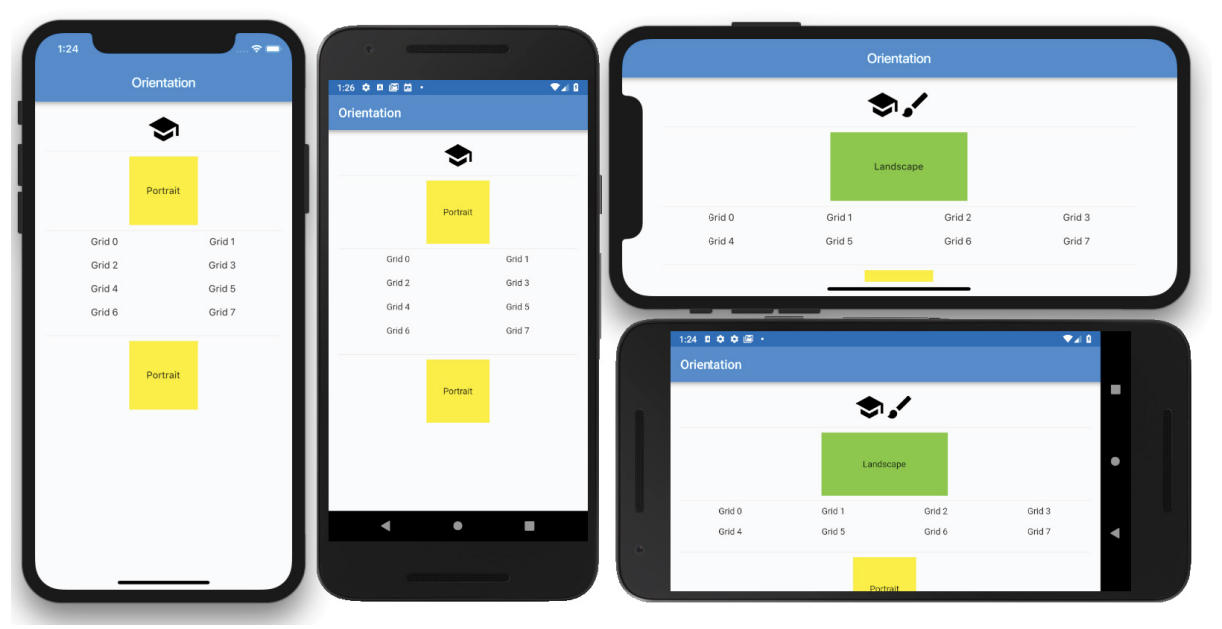 1:24
Orientation
Portrait
Grid 0 Grid 1
Grid 2 Grid 3
Grid 4 Grid 5
Grid 6 Grid 7
Portrait
1:26
Orientation
Portrait
Grid 0 Grid 1
Grid 2 Grid 3
Grid 4 Grid 5
Grid 6 Grid 7
Portrait
Orientation
Landscape
Grid 0 Grid 1 Grid 2 Grid 3
Grid 4 Grid 5 Grid 6 Grid 7
1:24
Orientation
Landscape
Grid 0 Grid 1 Grid 2 Grid 3
Grid 4 Grid 5 Grid 6 Grid 7
Portrait